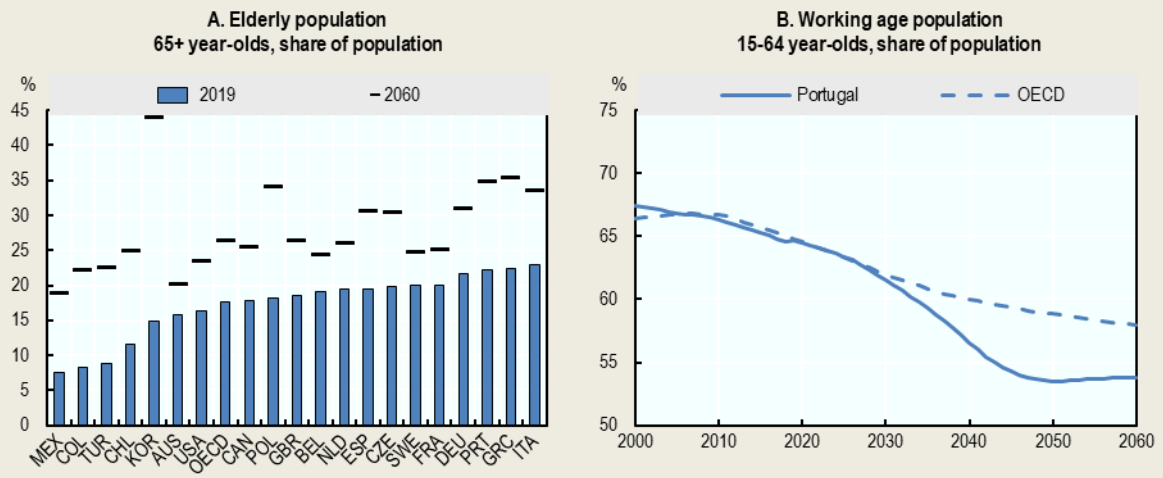 A. Elderly population
65+ year-olds, share of population
%
2019
2060
45
40
35
30
25
20
15
10
5
0
MEX
COL
TUR
CHL
KOR
AUS
USA
OECD
CAN
POL
GBR
BEL
NLD
ESP
CZE
SWE
FRA
DEU
PRT
GRC
ITA
B. Working age population
15-64 year-olds, share of population
%
Portugal
OECD
75
70
65
60
55
50
2000
2010
2020
2030
2040
2050
2060